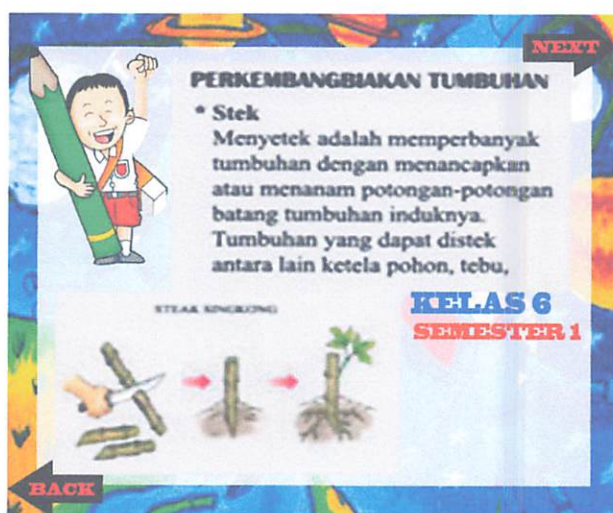 NEXT
PERKEMBANGBIAKAN TUMBUHAN
* Stek
Menyetek adalah memperbanyak
tumbuhan dengan menancapkan
atau menanam potongan-potongan
batang tumbuhan induknya.
Tumbuhan yang dapat distek
antara lain ketela pohon, tebu,
KELAS 6
SEMESTER 1
STEAK SINGKONG
BACK